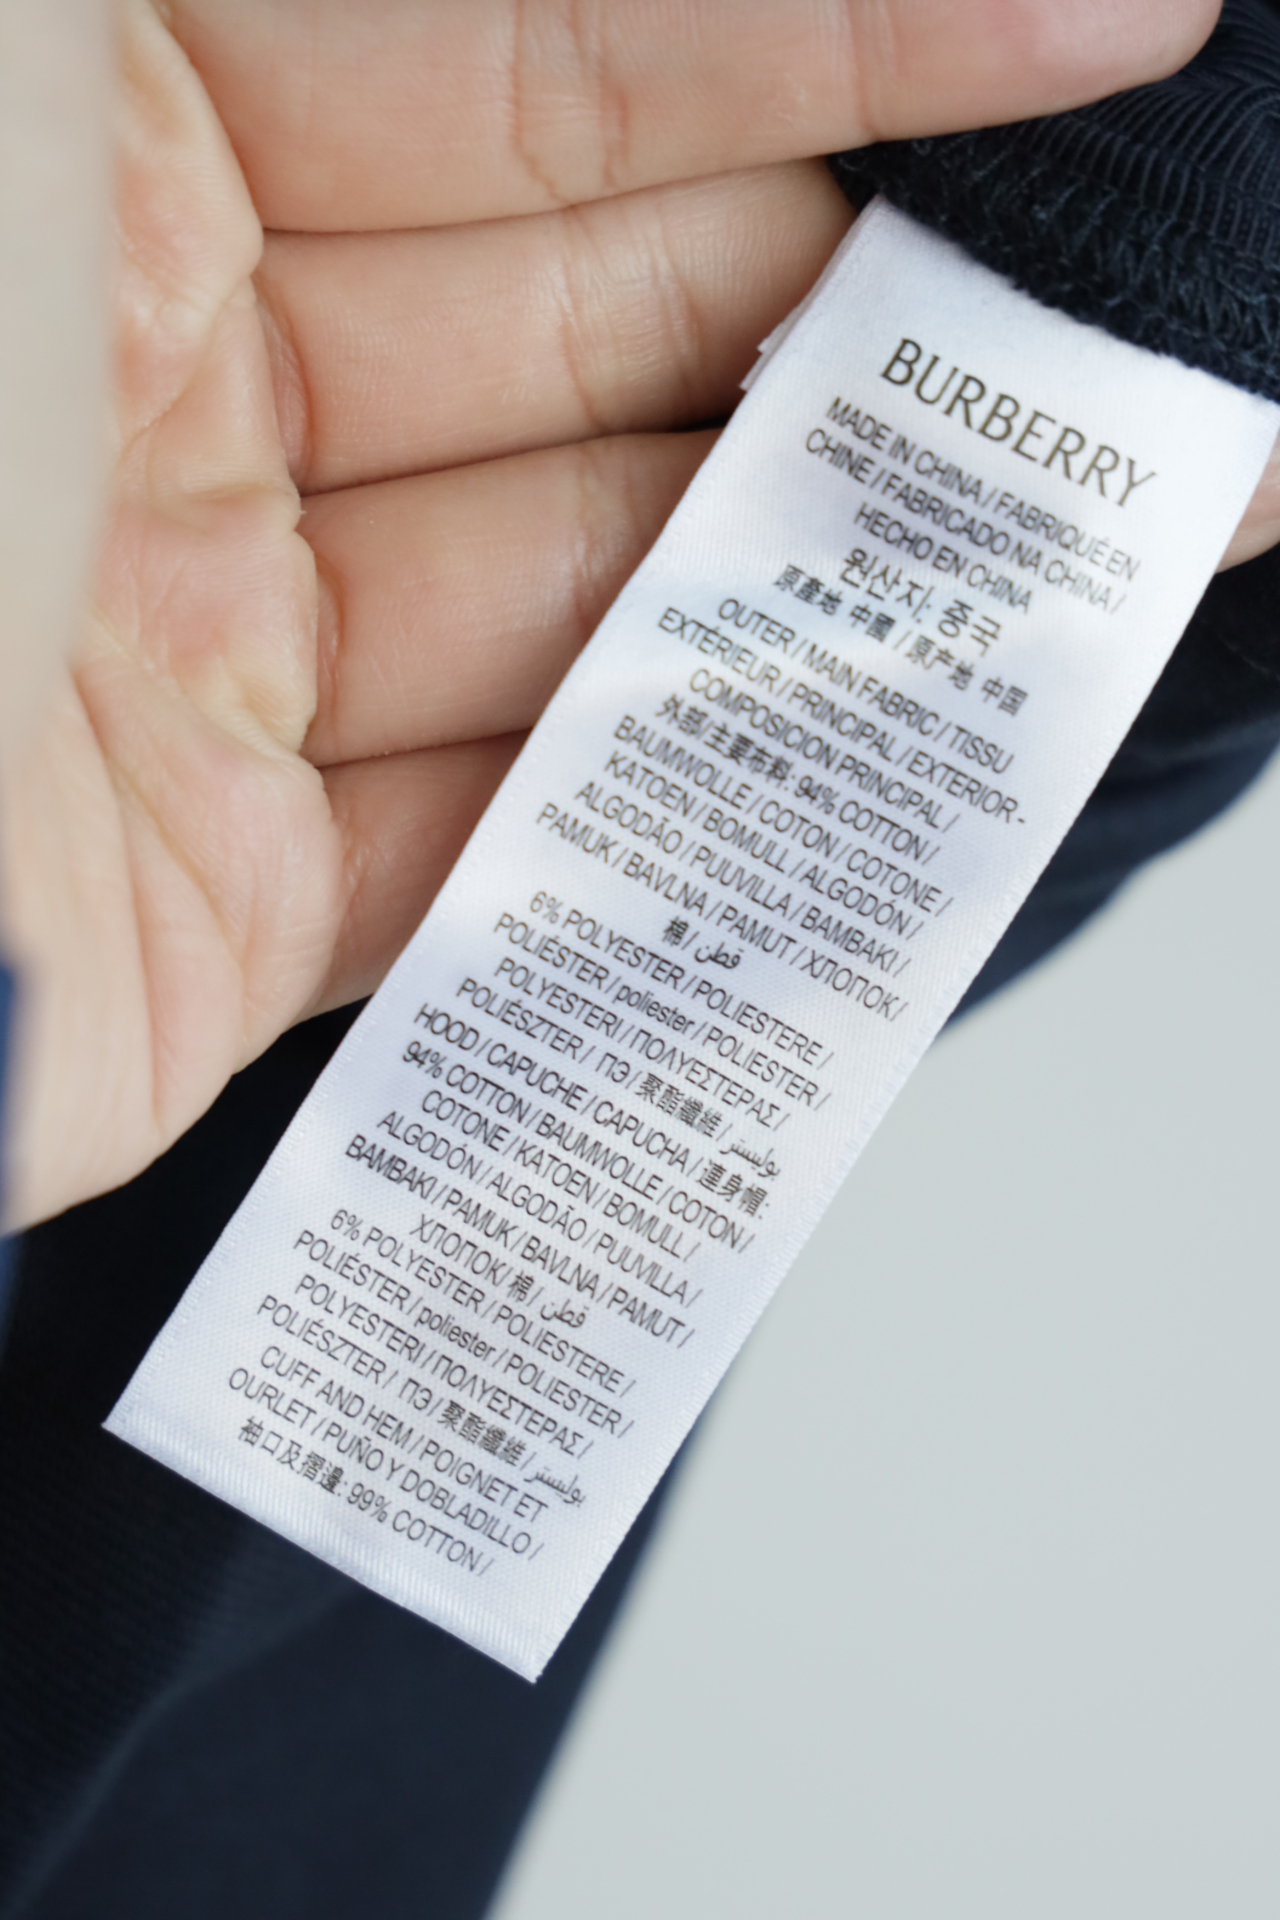 BURBERRY
MADE IN CHINA / FABRIQUÉ EN
CHINE / FABRICADO NA CHINA /
HECHO EN CHINA
원산지: 중국
原產地 中國 / 原产地 中国
OUTER / MAIN FABRIC / TISSU
EXTÉRIEUR / PRINCIPAL / EXTERIOR -
COMPOSICION PRINCIPAL /
外部/主要布料: 94% COTTON /
BAUMWOLLE / COTON / COTONE /
KATOEN / BOMULL / ALGODÓN /
ALGODÃO / PUUVILLA / BAMBAKI /
PAMUK / BAVLNA / PAMUT / ХЛОПОК /
棉 / قطن
6% POLYESTER / POLIESTERE /
POLIÉSTER / poliester / POLIESTER /
POLYESTERI / ΠΟΛΥΕΣΤΕΡΑΣ /
POLIÉSZTER / ПЭ / 聚酯纖維 / بوليستر
HOOD / CAPUCHE / CAPUCHA / 連身帽:
94% COTTON / BAUMWOLLE / COTON /
COTONE / KATOEN / BOMULL /
ALGODÓN / ALGODÃO / PUUVILLA /
BAMBAKI / PAMUK / BAVLNA / PAMUT /
ХЛОПОК / 棉 / قطن
6% POLYESTER / POLIESTERE /
POLIÉSTER / poliester / POLIESTER /
POLYESTERI / ΠΟΛΥΕΣΤΕΡΑΣ /
POLIÉSZTER / ПЭ / 聚酯纖維 / بوليستر
CUFF AND HEM / POIGNET ET
OURLET / PUÑO Y DOBLADILLO /
袖口及摺邊: 99% COTTON /